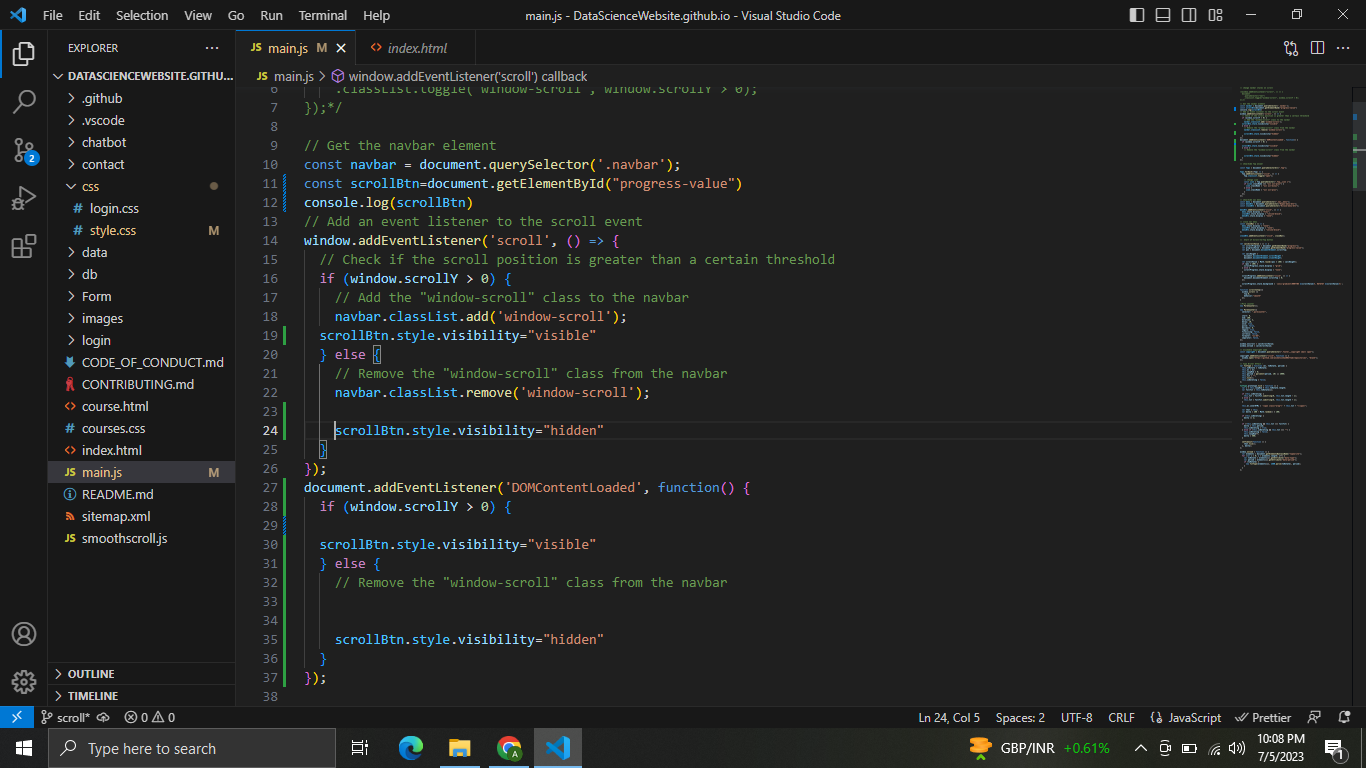 File Edit Selection View Go Run Terminal Help
main.js - DataScienceWebsite.github.io - Visual Studio Code
EXPLORER
DATASCIENCEWEBSITE.GITHU...
.github
.vscode
chatbot
contact
css
login.css
style.css M
data
db
Form
images
login
CODE_OF_CONDUCT.md
CONTRIBUTING.md
course.html
courses.css
index.html
main.js M
README.md
sitemap.xml
smoothscroll.js
OUTLINE
TIMELINE
2
main.js M
index.html
main.js > window.addEventListener('scroll') callback
6 .classList.toggle('window-scroll', window.scrollY > 0);
7 });*/
8
9 // Get the navbar element
10 const navbar = document.querySelector('.navbar');
11 const scrollBtn=document.getElementById("progress-value")
12 console.log(scrollBtn)
13 // Add an event listener to the scroll event
14 window.addEventListener('scroll', () => {
15 // Check if the scroll position is greater than a certain threshold
16 if (window.scrollY > 0) {
17 // Add the "window-scroll" class to the navbar
18 navbar.classList.add('window-scroll');
19 scrollBtn.style.visibility="visible"
20 } else {
21 // Remove the "window-scroll" class from the navbar
22 navbar.classList.remove('window-scroll');
23
24 scrollBtn.style.visibility="hidden"
25 }
26 });
27 document.addEventListener('DOMContentLoaded', function() {
28 if (window.scrollY > 0) {
29
30 scrollBtn.style.visibility="visible"
31 } else {
32 // Remove the "window-scroll" class from the navbar
33
34
35 scrollBtn.style.visibility="hidden"
36 }
37 });
38
scroll* 0 0
Ln 24, Col 5 Spaces: 2 UTF-8 CRLF {} JavaScript Prettier
Type here to search
A
GBP/INR +0.61%
10:08 PM
7/5/2023
1